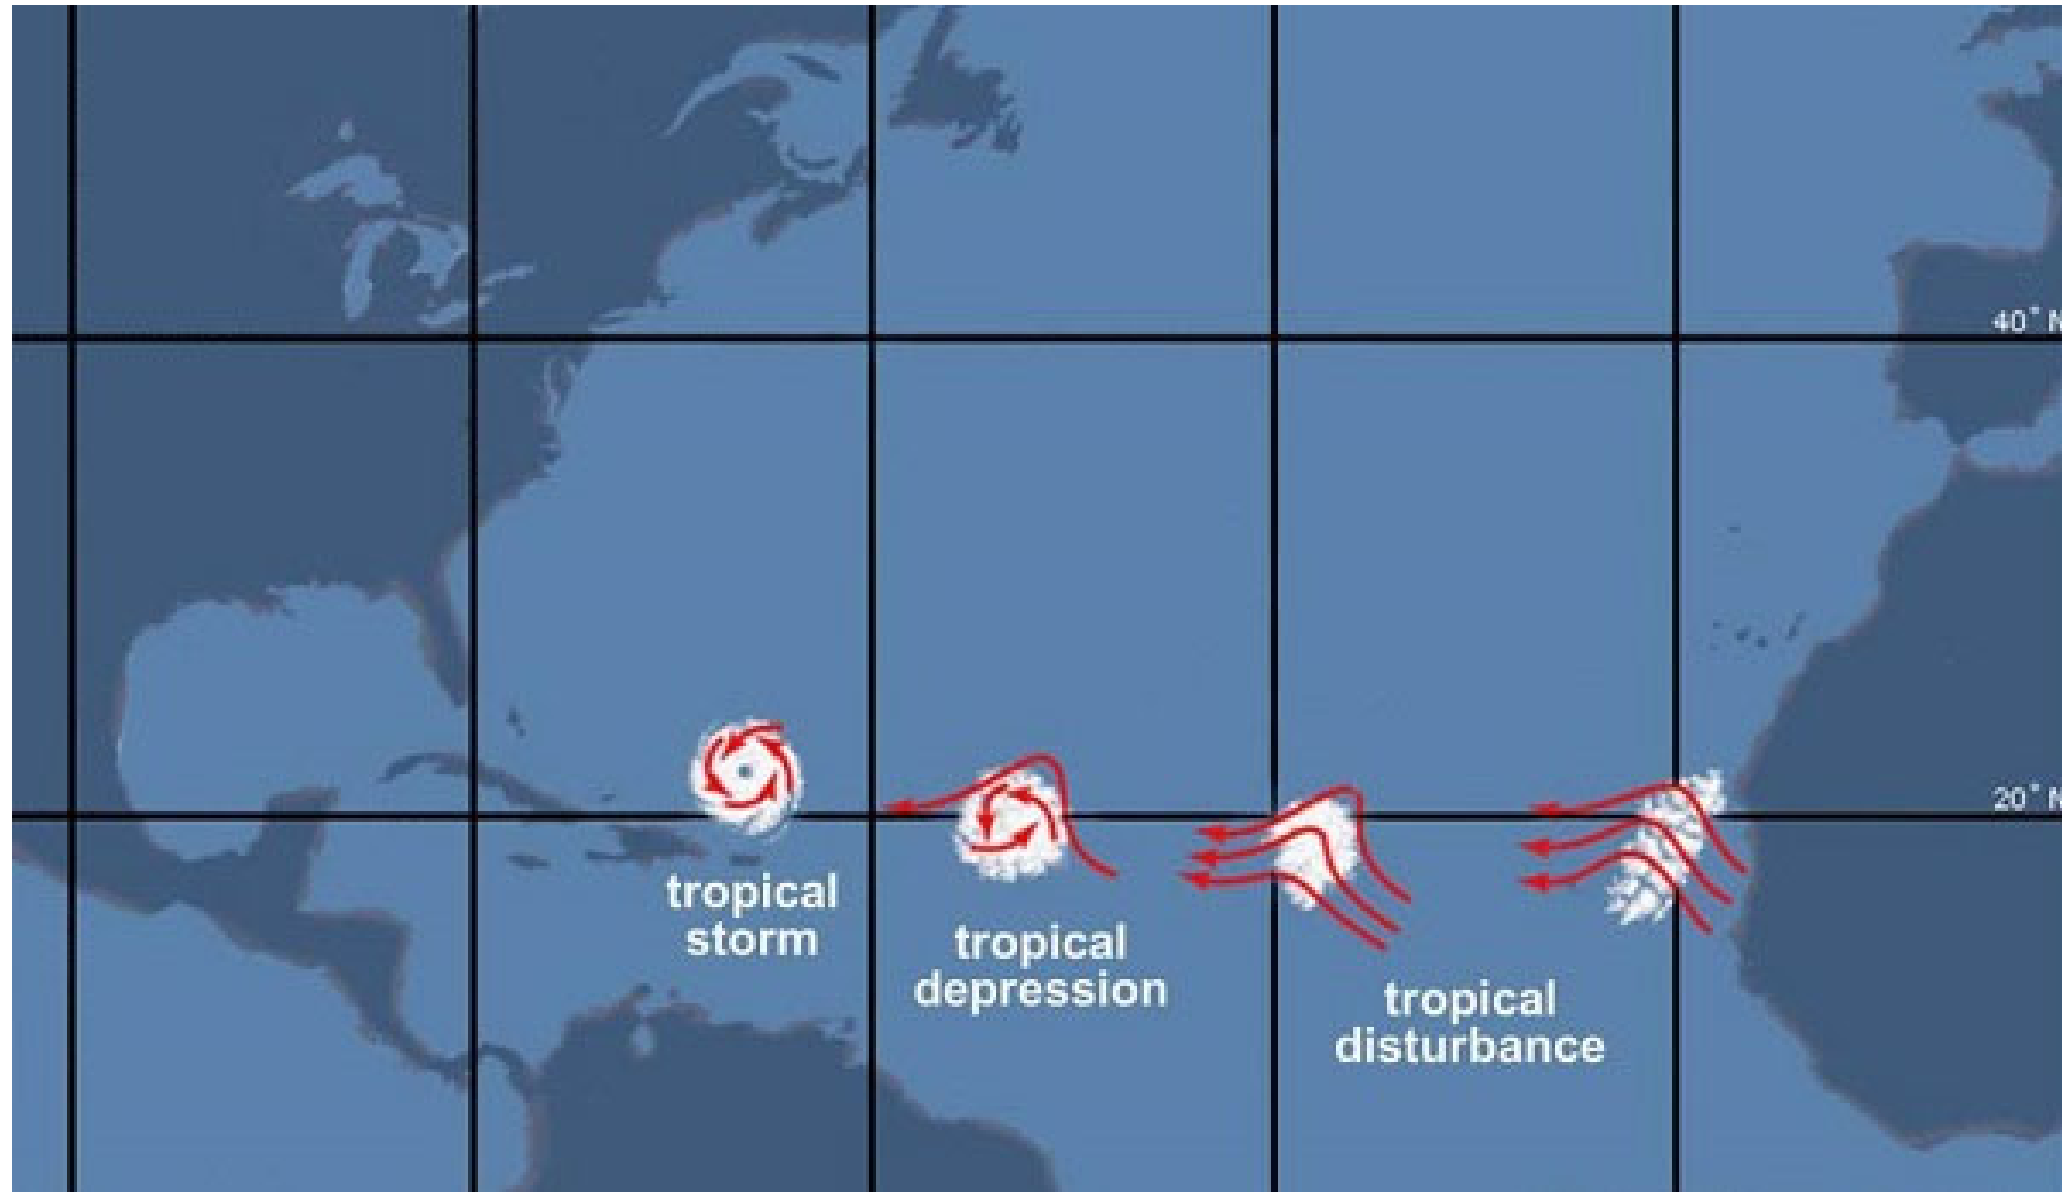 40° N
20° N
tropical
storm
tropical
depression
tropical
disturbance